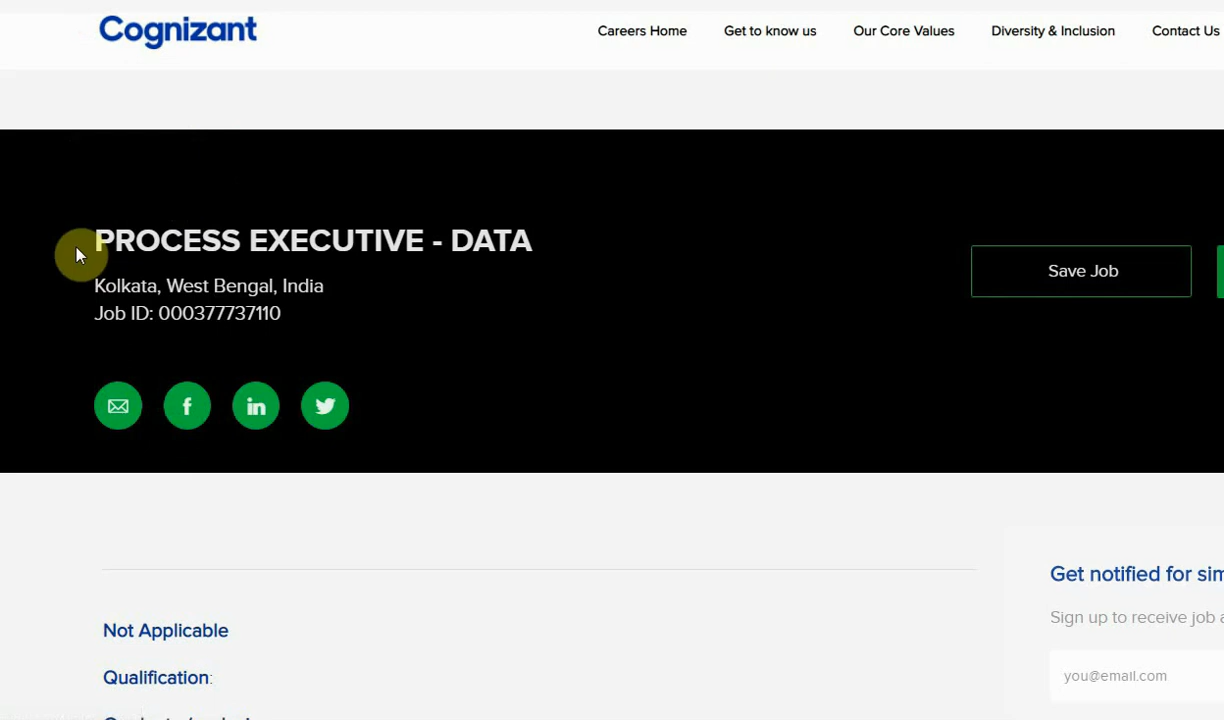 Cognizant
Careers Home Get to know us Our Core Values Diversity & Inclusion Contact Us
PROCESS EXECUTIVE - DATA
Kolkata, West Bengal, India
Job ID: 000377737110
Save Job
Get notified for sim
Sign up to receive job a
you@email.com
Not Applicable
Qualification: